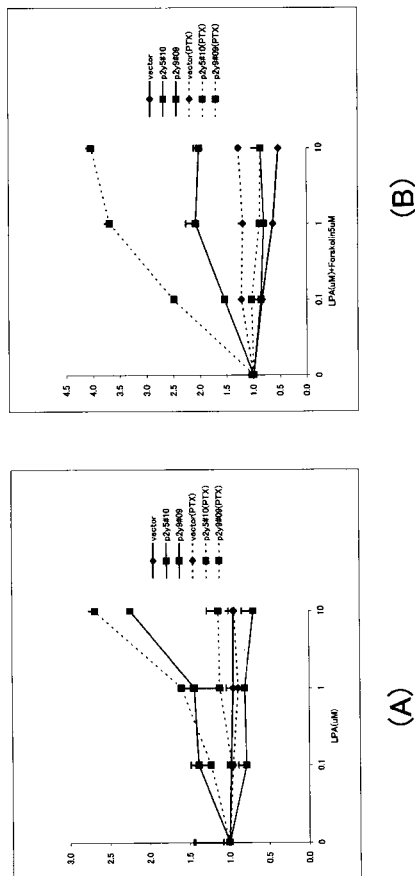 3.0
2.5
2.0
1.5
1.0
0.5
0.0
0
0.1
1
10
LPA(uM)
vector
p2y5#10
p2y9#09
vector(PTX)
p2y5#10(PTX)
p2y9#09(PTX)
(A)
4.5
4.0
3.5
3.0
2.5
2.0
1.5
1.0
0.5
0.0
0
0.1
1
10
LPA(uM)+Forskolin5uM
vector
p2y5#10
p2y9#09
vector(PTX)
p2y5#10(PTX)
p2y9#09(PTX)
(B)